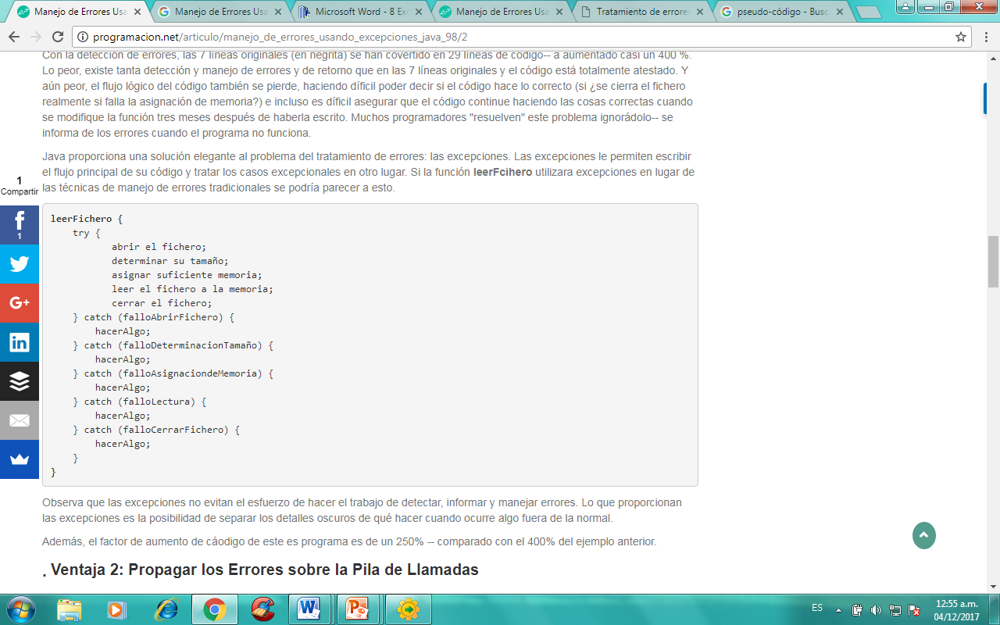 Manejo de Errores Usa
Manejo de Errores Usa
Microsoft Word - 8 Exc
Manejo de Errores Usa
Tratamiento de errore
pseudo-código - Busc
programacion.net/articulo/manejo_de_errores_usando_excepciones_java_98/2
Con la detección de errores, las 7 líneas originales (en negrita) se han covertido en 29 líneas de código-- a aumentado casi un 400 %.
Lo peor, existe tanta detección y manejo de errores y de retorno que en las 7 líneas originales y el código está totalmente atestado. Y
aún peor, el flujo lógico del código también se pierde, haciendo díficil poder decir si el código hace lo correcto (si ¿se cierra el fichero
realmente si falla la asignación de memoria?) e incluso es díficil asegurar que el código continue haciendo las cosas correctas cuando
se modifique la función tres meses después de haberla escrito. Muchos programadores "resuelven" este problema ignorádolo-- se
informa de los errores cuando el programa no funciona.
Java proporciona una solución elegante al problema del tratamiento de errores: las excepciones. Las excepciones le permiten escribir
el flujo principal de su código y tratar los casos excepcionales en otro lugar. Si la función leerFcihero utilizara excepciones en lugar de
las técnicas de manejo de errores tradicionales se podría parecer a esto.
1
Compartir
f
1
G+
in
leerFichero {
try {
abrir el fichero;
determinar su tamaño;
asignar suficiente memoria;
leer el fichero a la memoria;
cerrar el fichero;
} catch (falloAbrirFichero) {
hacerAlgo;
} catch (falloDeterminacionTamaño) {
hacerAlgo;
} catch (falloAsignaciondeMemoria) {
hacerAlgo;
} catch (falloLectura) {
hacerAlgo;
} catch (falloCerrarFichero) {
hacerAlgo;
}
}
Observa que las excepciones no evitan el esfuerzo de hacer el trabajo de detectar, informar y manejar errores. Lo que proporcionan
las excepciones es la posibilidad de separar los detalles oscuros de qué hacer cuando ocurre algo fuera de la normal.
Además, el factor de aumento de cáodigo de este es programa es de un 250% -- comparado con el 400% del ejemplo anterior.
. Ventaja 2: Propagar los Errores sobre la Pila de Llamadas
ES
12:55 a.m.
04/12/2017